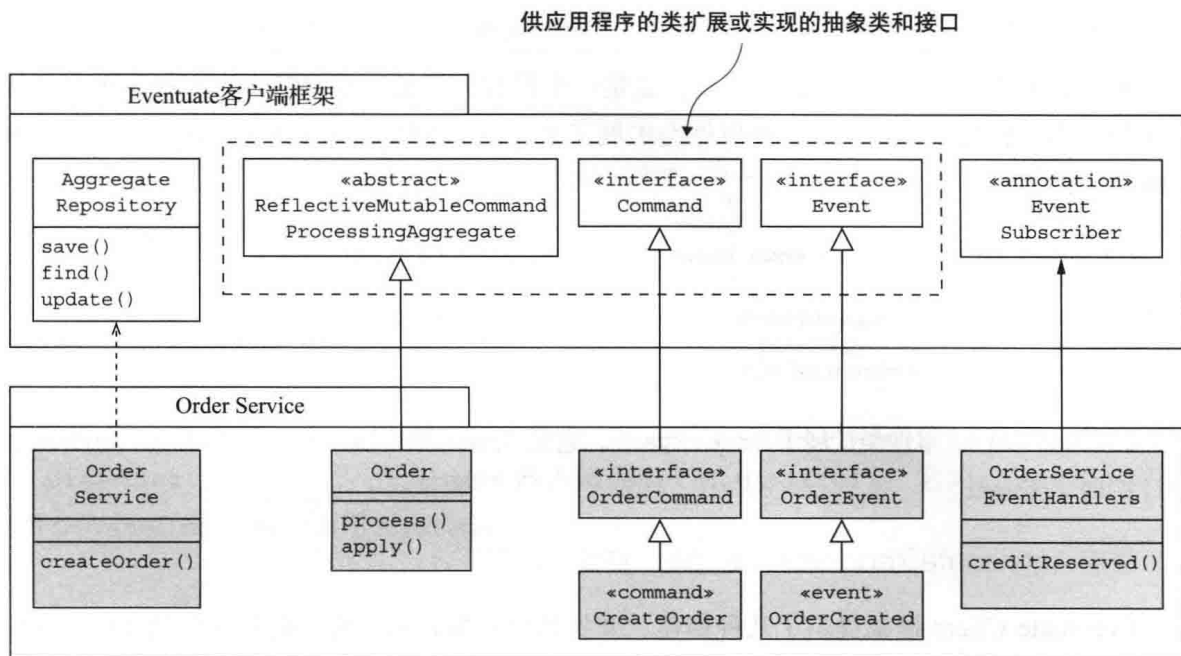 供应用程序的类扩展或实现的抽象类和接口
Eventuate客户端框架
Aggregate
Repository
save()
find()
update()
«abstract»
ReflectiveMutableCommand
ProcessingAggregate
«interface»
Command
«interface»
Event
«annotation»
Event
Subscriber
Order Service
Order
Service
createOrder()
Order
process()
apply()
«interface»
OrderCommand
«interface»
OrderEvent
OrderService
EventHandlers
creditReserved()
«command»
CreateOrder
«event»
OrderCreated